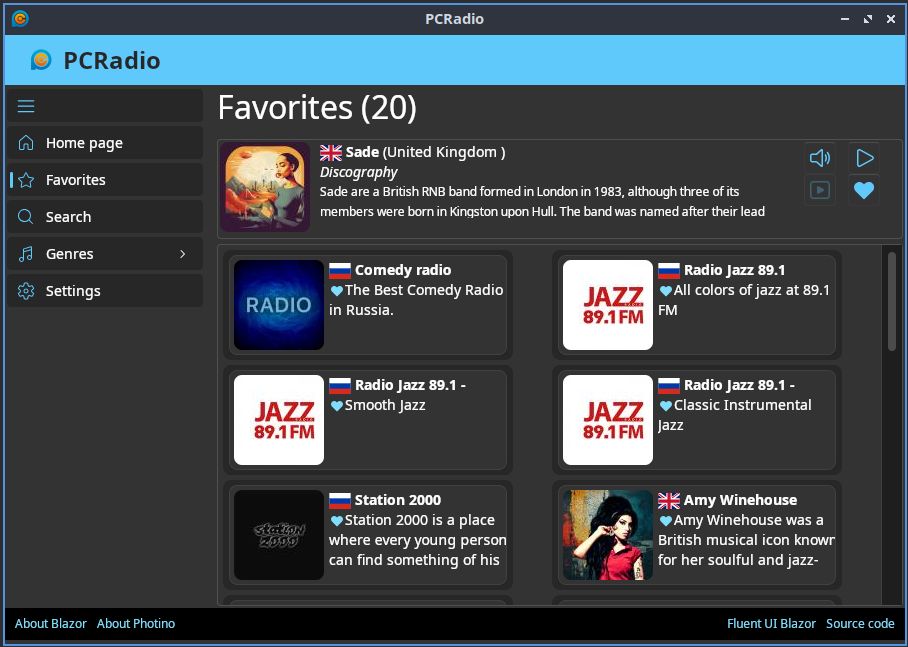 PCRadio
PCRadio
Home page
Favorites
Search
Genres
Settings
Favorites (20)
Sade (United Kingdom )
Discography
Sade are a British RNB band formed in London in 1983, although three of its
members were born in Kingston upon Hull. The band was named after their lead
RADIO
Comedy radio
The Best Comedy Radio
in Russia.
JAZZ
RADIO
89.1 FM
Radio Jazz 89.1
All colors of jazz at 89.1
FM
JAZZ
RADIO
89.1 FM
Radio Jazz 89.1 -
Smooth Jazz
JAZZ
RADIO
89.1 FM
Radio Jazz 89.1 -
Classic Instrumental
Jazz
Station
2000
Station 2000
Station 2000 is a place
where every young person
can find something of his
Amy Winehouse
Amy Winehouse was a
British musical icon known
for her soulful and jazz-
About Blazor About Photino
Fluent UI Blazor Source code